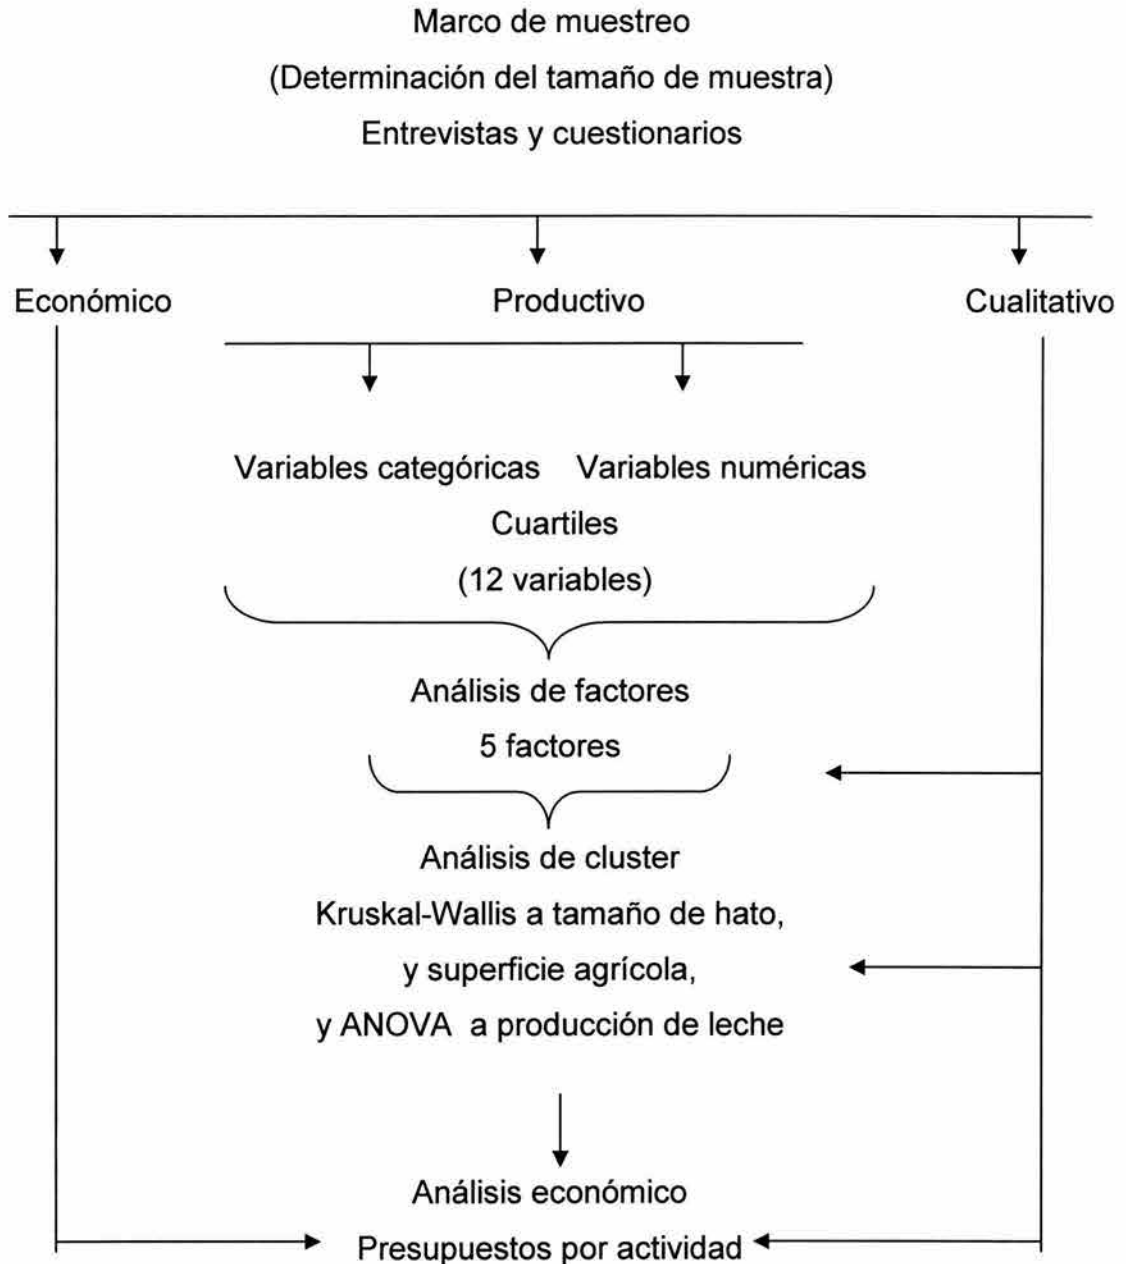 Marco de muestreo
(Determinación del tamaño de muestra)
Entrevistas y cuestionarios
Económico
Productivo
Cualitativo
Variables categóricas
Variables numéricas
Cuartiles
(12 variables)
Análisis de factores
5 factores
Análisis de cluster
Kruskal-Wallis a tamaño de hato,
y superficie agrícola,
y ANOVA a producción de leche
Análisis económico
Presupuestos por actividad